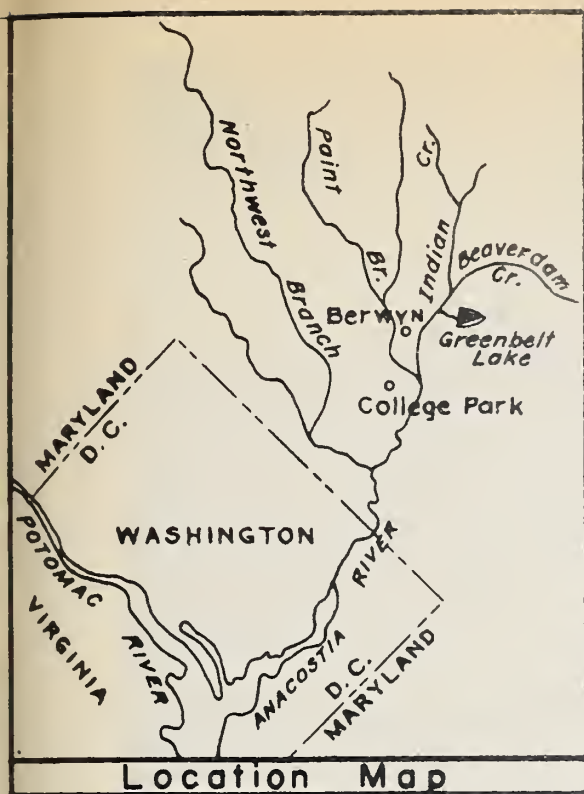 Northwest Branch
Paint Br.
Indian Cr.
Beaverdam Cr.
Berwyn
Greenbelt
Lake
College Park
MARYLAND
D. C.
WASHINGTON
POTOMAC RIVER
VIRGINIA
ANACOSTIA RIVER
D. C.
MARYLAND
Location Map